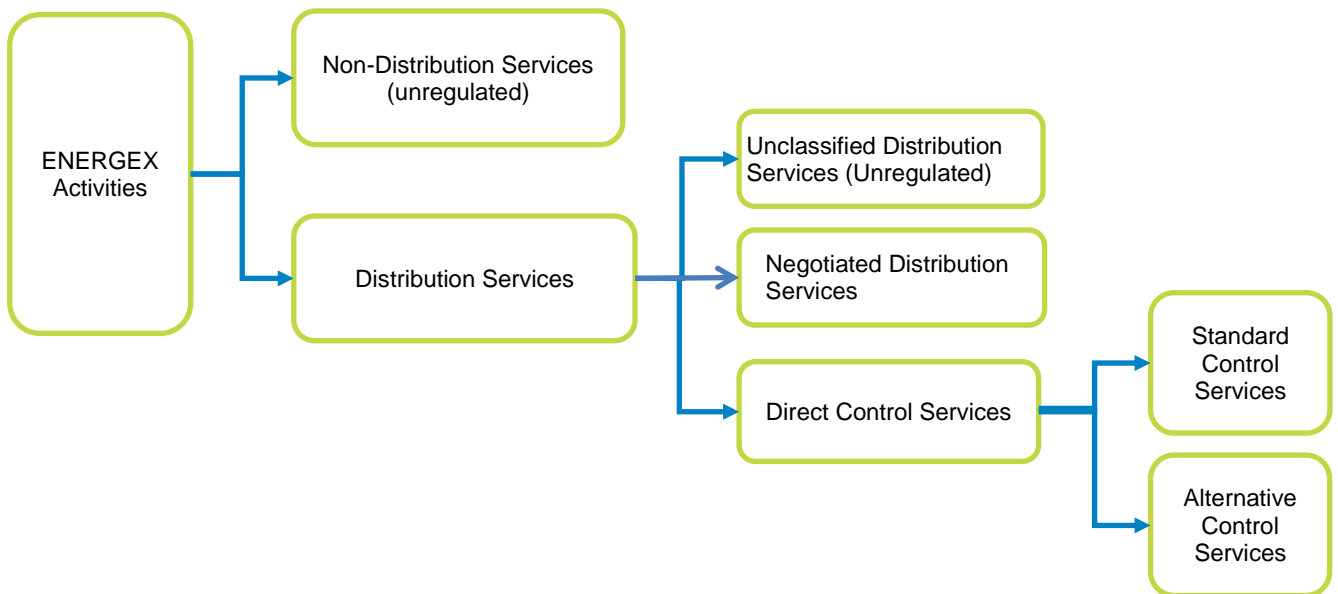 ENERGEX
Activities
Non-Distribution Services
(unregulated)
Distribution Services
Unclassified Distribution
Services (Unregulated)
Negotiated Distribution
Services
Direct Control Services
Standard
Control
Services
Alternative
Control
Services